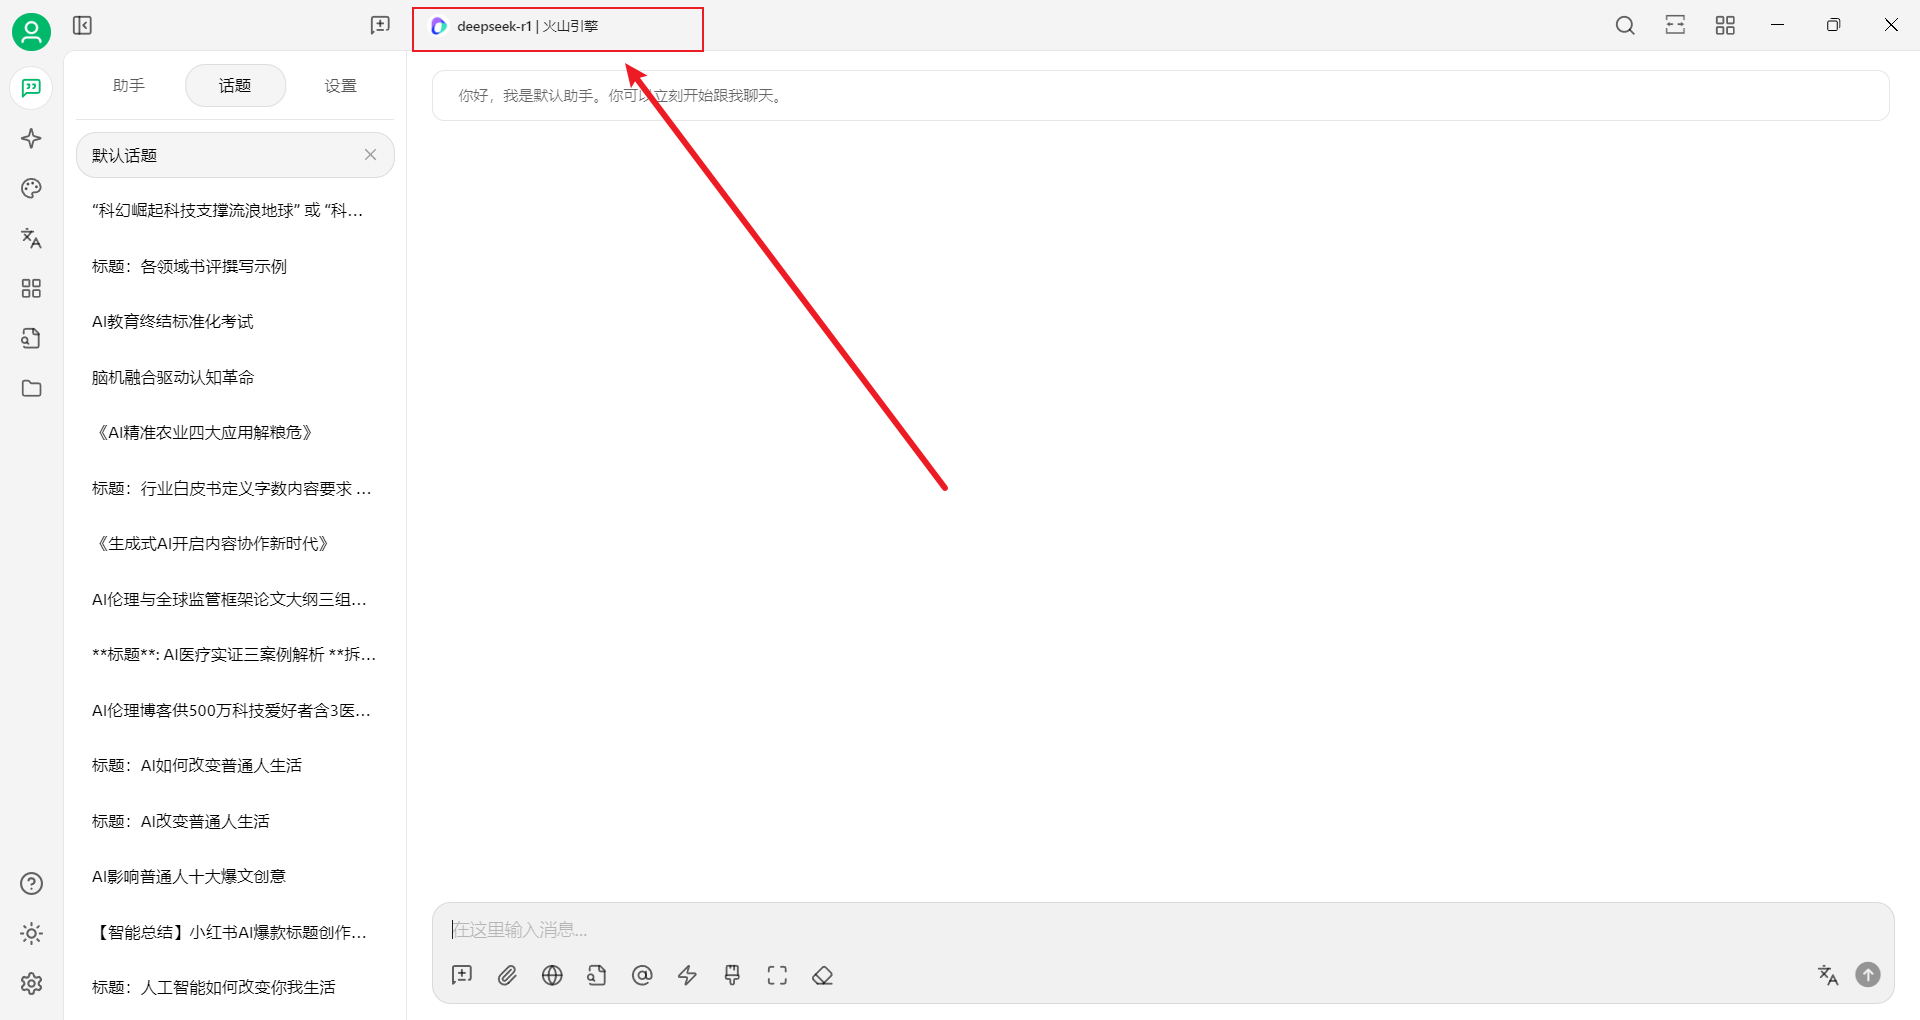 deepseek-r1 | 火山引擎
助手
话题
设置
默认话题
“科幻崛起科技支撑流浪地球” 或 “科...
标题：各领域书评撰写示例
AI教育终结标准化考试
脑机融合驱动认知革命
《AI精准农业四大应用解粮危》
标题：行业白皮书定义字数内容要求 ...
《生成式AI开启内容协作新时代》
AI伦理与全球监管框架论文大纲三组...
**标题**: AI医疗实证三案例解析 **拆...
AI伦理博客供500万科技爱好者含3医...
标题：AI如何改变普通人生活
标题：AI改变普通人生活
AI影响普通人十大爆文创意
【智能总结】小红书AI爆款标题创作...
标题：人工智能如何改变你我生活
你好，我是默认助手。你可以立刻开始跟我聊天。
在这里输入消息...